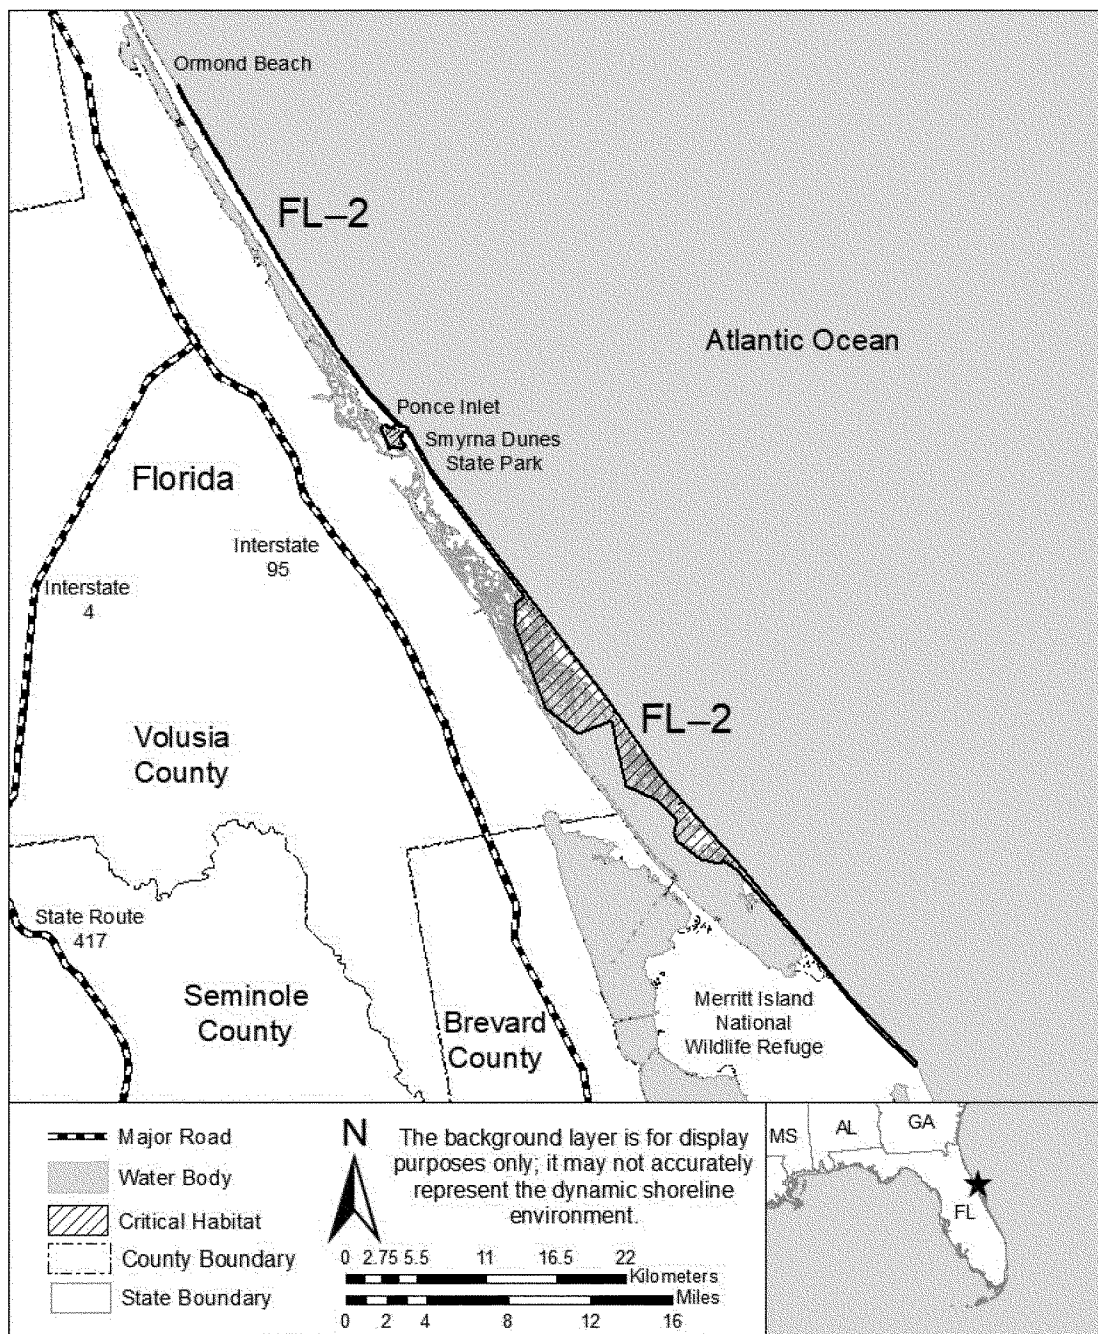 Ormond Beach
FL–2
Atlantic Ocean
Ponce Inlet
Smyrna Dunes
State Park
Florida
Interstate
95
Interstate
4
FL–2
Volusia
County
State Route
417
Seminole
County
Brevard
County
Merritt Island
National
Wildlife Refuge
Major Road
Water Body
Critical Habitat
County Boundary
State Boundary
N
The background layer is for display
purposes only; it may not accurately
represent the dynamic shoreline
environment.
0 2.75 5.5 11 16.5 22
Kilometers
Miles
0 2 4 8 12 16
MS
AL
GA
FL